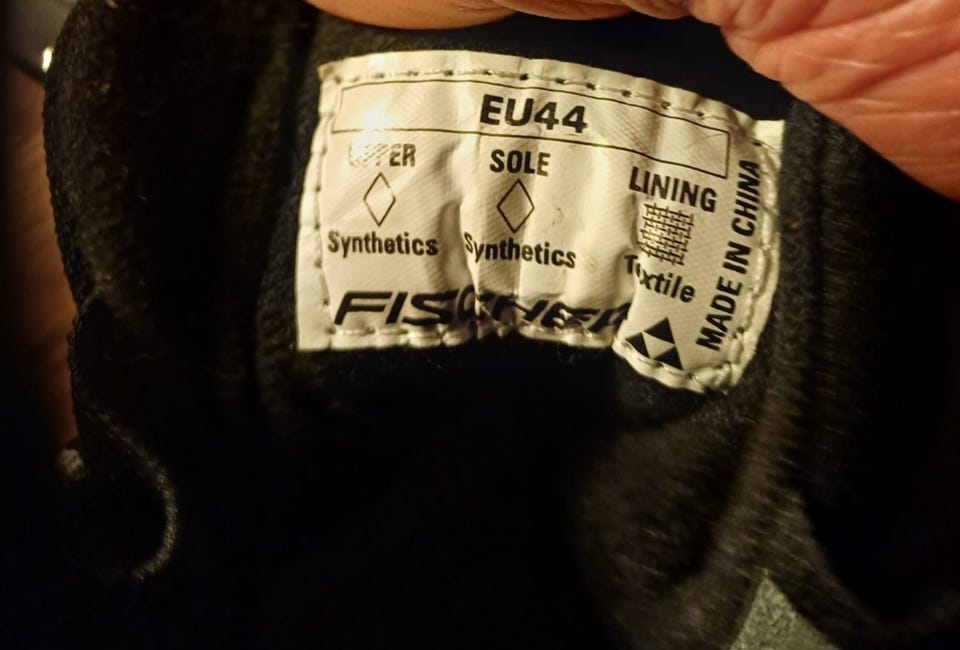 EU44
UPPER
Synthetics
SOLE
Synthetics
LINING
Textile
MADE IN CHINA
FISCHER